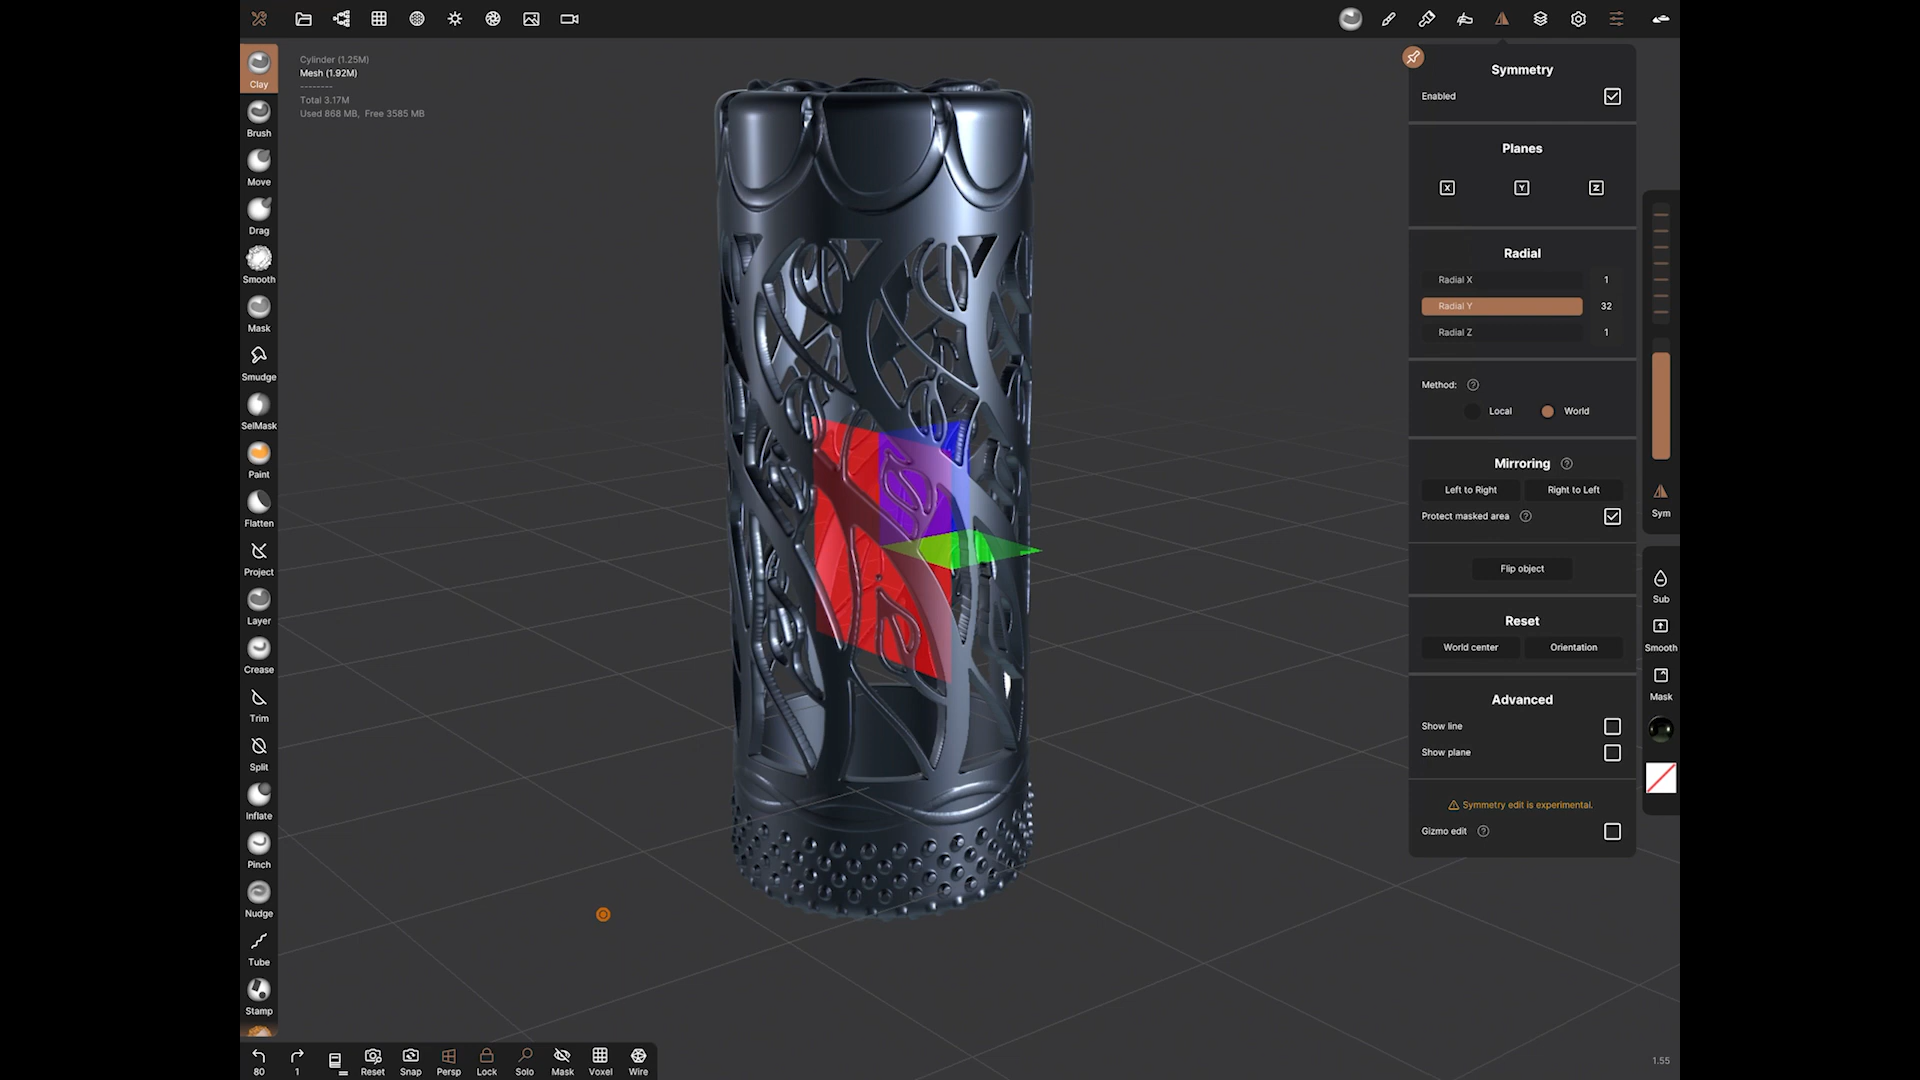 Cylinder (1.25M)
Mesh (1.92M)
--------
Total 3.17M
Used 868 MB,  Free 3585 MB
Clay
Brush
Move
Drag
Smooth
Mask
Smudge
SelMask
Paint
Flatten
Project
Layer
Crease
Trim
Split
Inflate
Pinch
Nudge
Tube
Stamp
80
1
Reset
Snap
Persp
Lock
Solo
Mask
Voxel
Wire
Symmetry
Enabled
Planes
X Y Z
Radial
Radial X 1
Radial Y 32
Radial Z 1
Method: ?
Local World
Mirroring ?
Left to Right Right to Left
Protect masked area ?
Flip object
Reset
World center Orientation
Advanced
Show line
Show plane
Symmetry edit is experimental.
Gizmo edit ?
Sym
Sub
Smooth
Mask
1.55